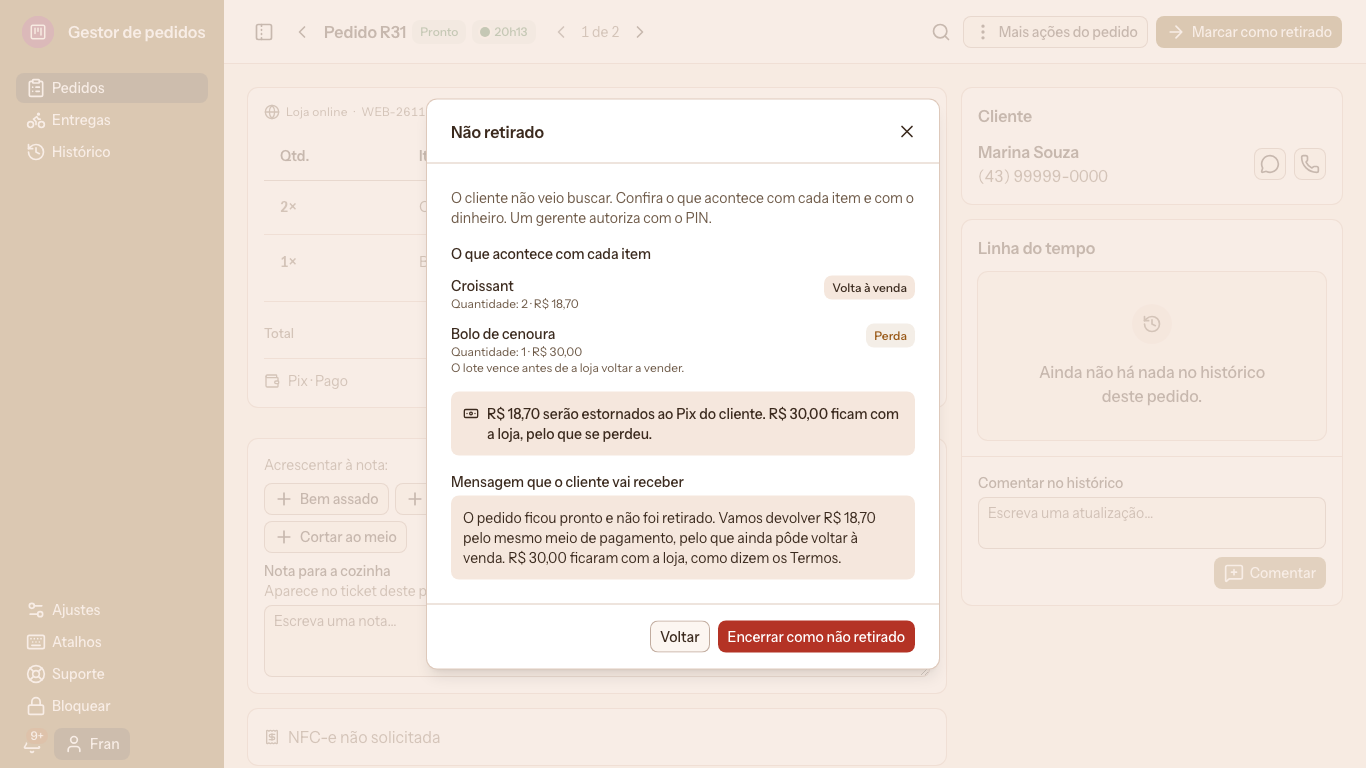 Gestor de pedidos
Pedidos
Entregas
Histórico
Ajustes
Atalhos
Suporte
Bloquear
9+
Fran
Pedido R31
Pronto
20h13
1 de 2
Mais ações do pedido
Marcar como retirado
Loja online · WEB-2611
Qtd.
2×
1×
Total
Pix · Pago
Acrescentar à nota:
Bem assado
Cortar ao meio
Nota para a cozinha
Aparece no ticket deste
Escreva uma nota...
NFC-e não solicitada
Não retirado
O cliente não veio buscar. Confira o que acontece com cada item e com o
dinheiro. Um gerente autoriza com o PIN.
O que acontece com cada item
Croissant
Volta à venda
Quantidade: 2 · R$ 18,70
Bolo de cenoura
Perda
Quantidade: 1 · R$ 30,00
O lote vence antes de a loja voltar a vender.
R$ 18,70 serão estornados ao Pix do cliente. R$ 30,00 ficam com
a loja, pelo que se perdeu.
Mensagem que o cliente vai receber
O pedido ficou pronto e não foi retirado. Vamos devolver R$ 18,70
pelo mesmo meio de pagamento, pelo que ainda pôde voltar à
venda. R$ 30,00 ficaram com a loja, como dizem os Termos.
Voltar
Encerrar como não retirado
Cliente
Marina Souza
(43) 99999-0000
Linha do tempo
Ainda não há nada no histórico
deste pedido.
Comentar no histórico
Escreva uma atualização...
Comentar